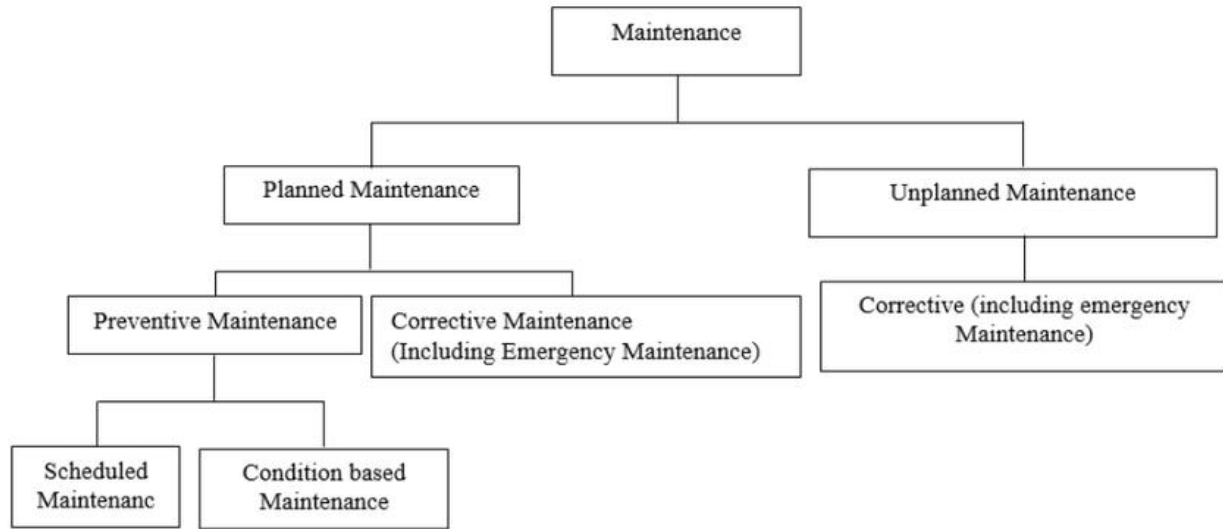 Maintenance
Planned Maintenance
Unplanned Maintenance
Preventive Maintenance
Corrective Maintenance
(Including Emergency Maintenance)
Corrective (including emergency
Maintenance)
Scheduled
Maintenanc
Condition based
Maintenance